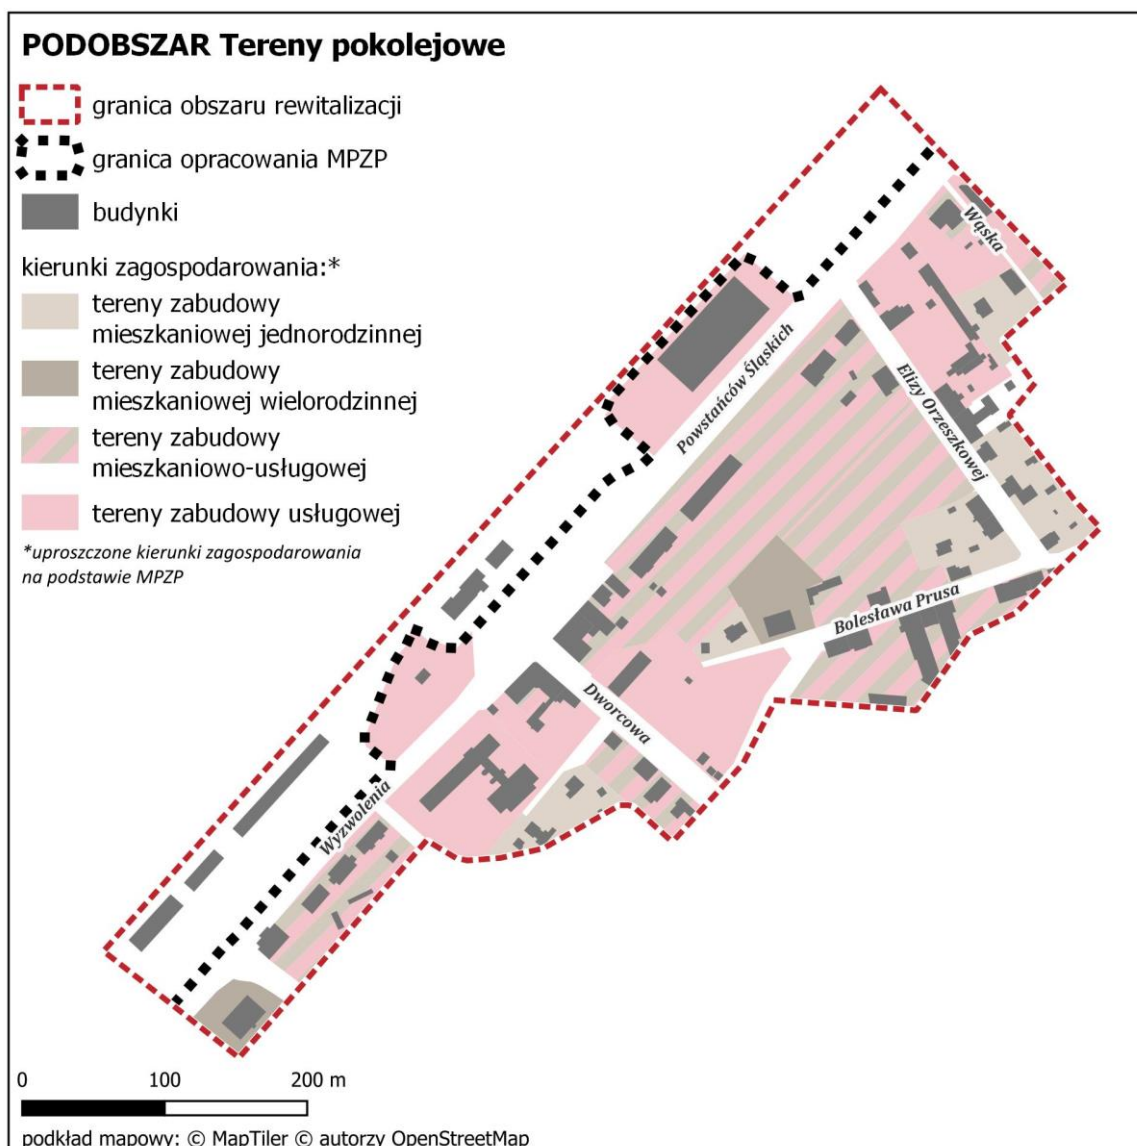 PODOBSZAR Tereny pokolejowe
granica obszaru rewitalizacji
granica opracowania MPZP
budynki
kierunki zagospodarowania:*
tereny zabudowy
mieszkaniowej jednorodzinnej
tereny zabudowy
mieszkaniowej wielorodzinnej
tereny zabudowy
mieszkaniowo-usługowej
tereny zabudowy usługowej
*uproszczone kierunki zagospodarowania
na podstawie MPZP
Wąska
Powstańców Śląskich
Elizy Orzeszkowej
Bolesława Prusa
Dworcowa
Wyzwolenia
0 100 200 m
podkład mapowy: © MapTiler © autorzy OpenStreetMap